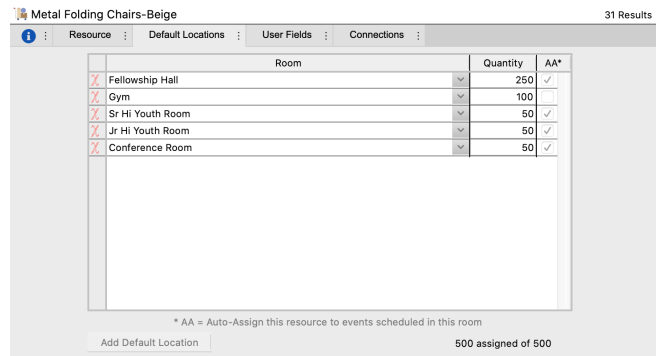 Metal Folding Chairs-Beige 31 Results
Resource Default Locations User Fields Connections
Room Quantity AA*
Fellowship Hall 250
Gym 100
Sr Hi Youth Room 50
Jr Hi Youth Room 50
Conference Room 50
* AA = Auto-Assign this resource to events scheduled in this room
Add Default Location 500 assigned of 500